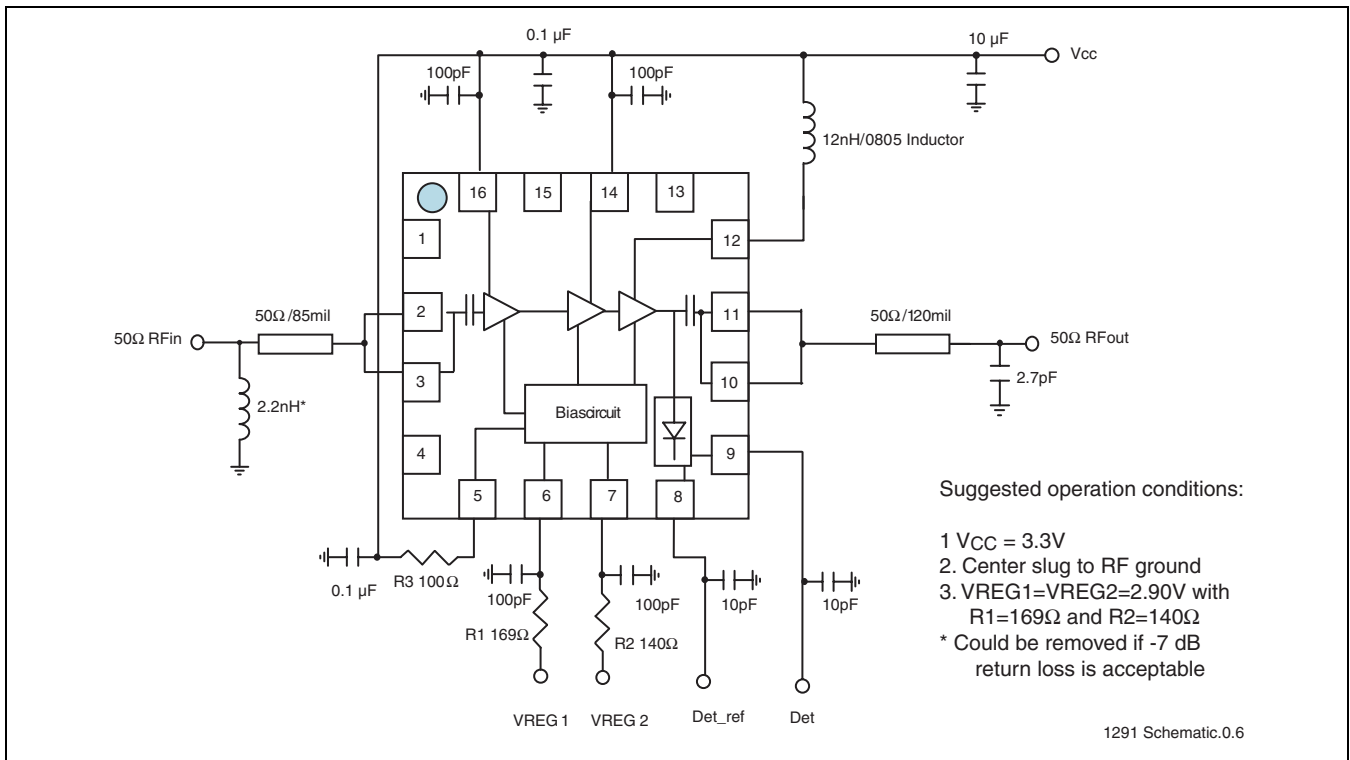 0.1 µF
10 µF
Vcc
100pF
100pF
12nH/0805 Inductor
16
15
14
13
1
12
2
11
50Ω/85mil
50Ω/120mil
50Ω RFin
50Ω RFout
3
10
2.7pF
2.2nH*
Biascircuit
4
9
5
6
7
8
Suggested operation conditions:
1 VCC = 3.3V
2. Center slug to RF ground
3. VREG1=VREG2=2.90V with
R1=169Ω and R2=140Ω
* Could be removed if -7 dB
return loss is acceptable
R3 100Ω
0.1 µF
100pF
100pF
10pF
10pF
R1 169Ω
R2 140Ω
VREG 1
VREG 2
Det_ref
Det
1291 Schematic.0.6